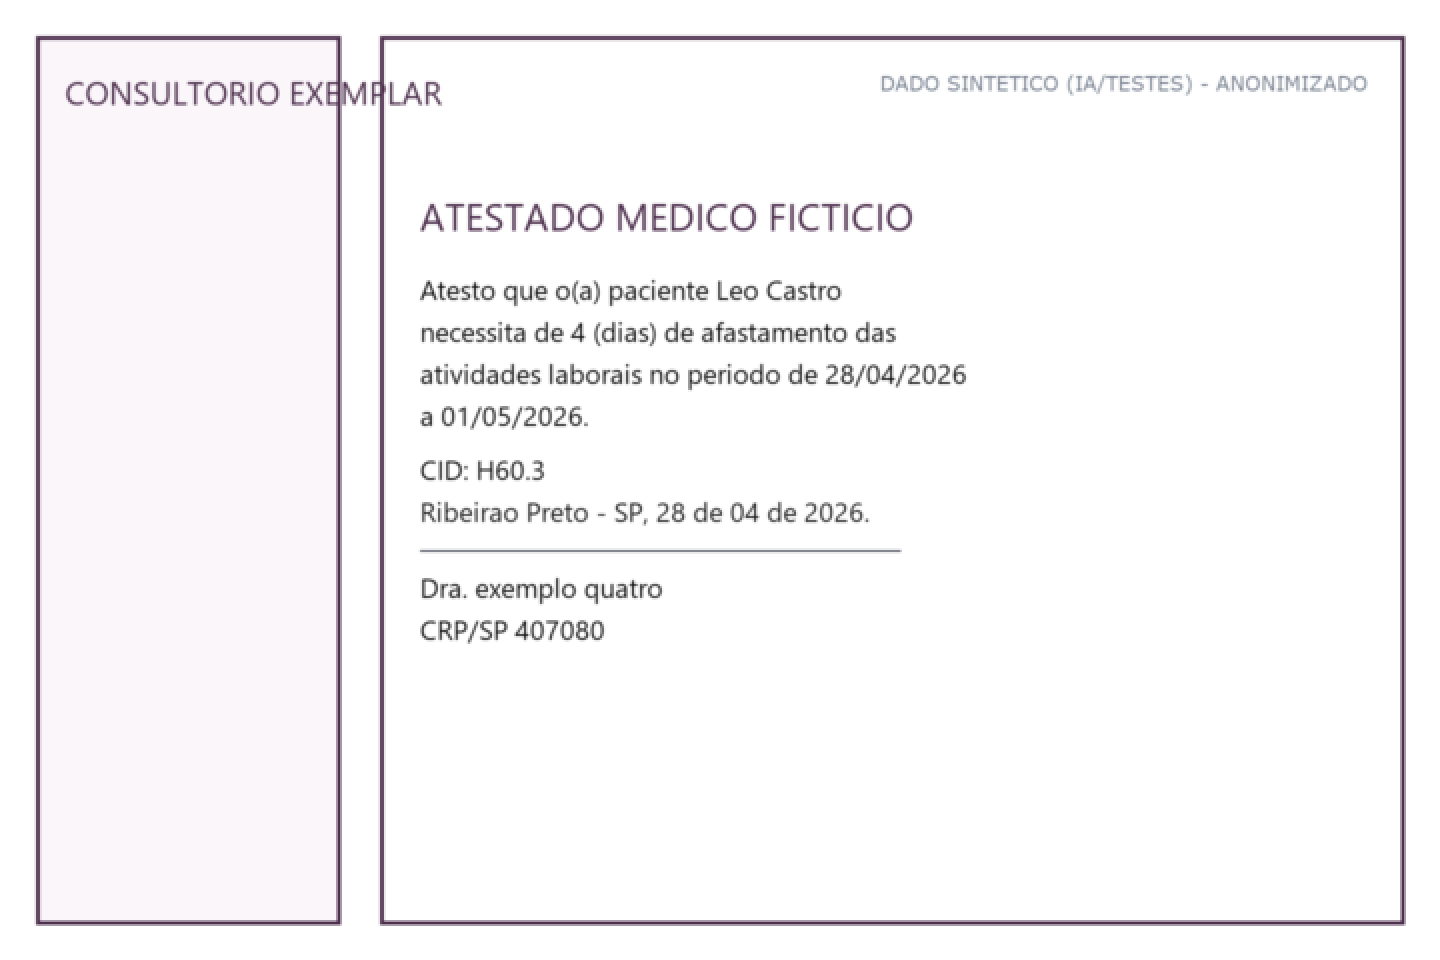 CONSULTORIO EXEMPLAR
DADO SINTETICO (IA/TESTES) - ANONIMIZADO
ATESTADO MEDICO FICTICIO
Atesto que o(a) paciente Leo Castro
necessita de 4 (dias) de afastamento das
atividades laborais no periodo de 28/04/2026
a 01/05/2026.
CID: H60.3
Ribeirao Preto - SP, 28 de 04 de 2026.
Dra. exemplo quatro
CRP/SP 407080